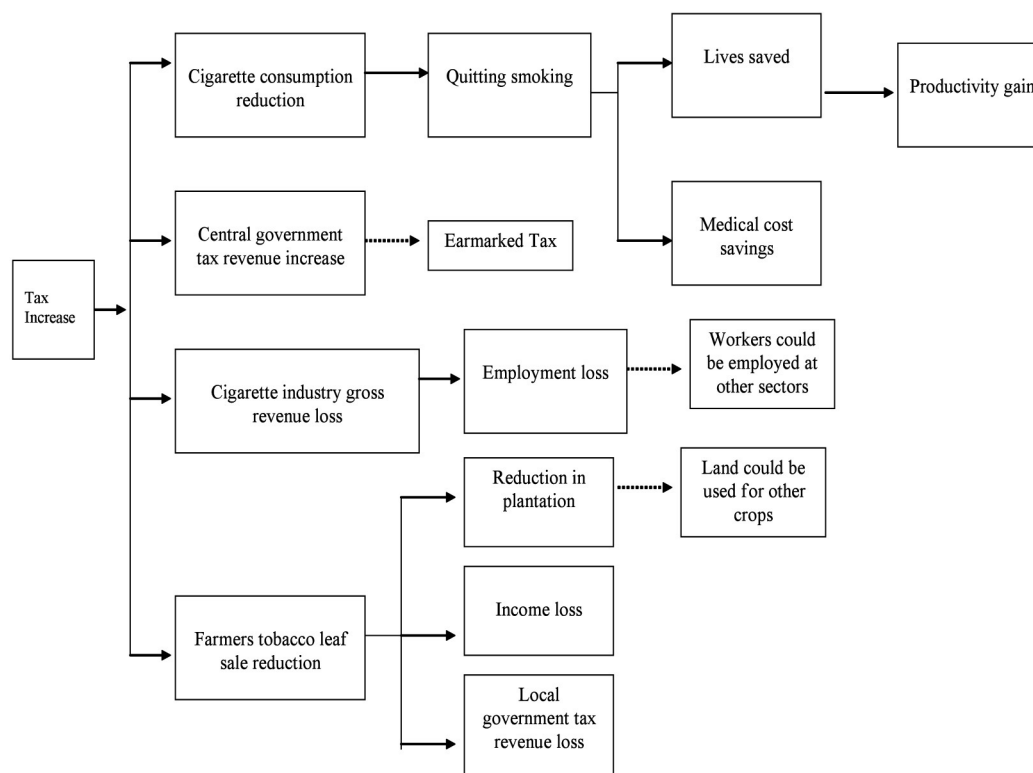 Tax
Increase
Cigarette consumption
reduction
Quitting smoking
Lives saved
Productivity gain
Medical cost
savings
Central government
tax revenue increase
Earmarked Tax
Cigarette industry gross
revenue loss
Employment loss
Workers could
be employed at
other sectors
Farmers tobacco leaf
sale reduction
Reduction in
plantation
Land could be
used for other
crops
Income loss
Local
government tax
revenue loss